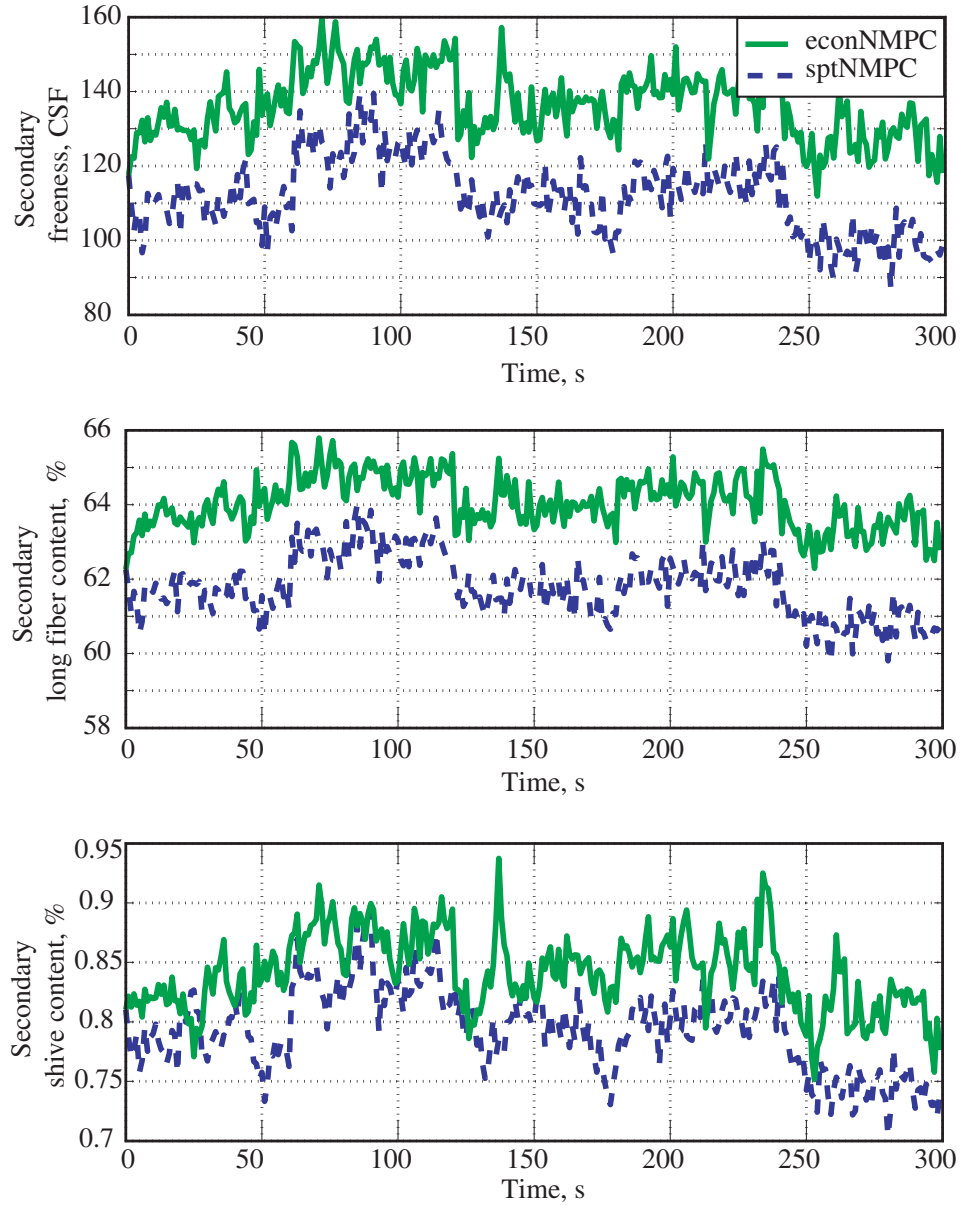 160
140
120
100
80
Secondary
freeness, CSF
econNMPC
sptNMPC
0 50 100 150 200 250 300
Time, s
66
64
62
60
58
Secondary
long fiber content, %
0 50 100 150 200 250 300
Time, s
0.95
0.9
0.85
0.8
0.75
0.7
Secondary
shive content, %
0 50 100 150 200 250 300
Time, s